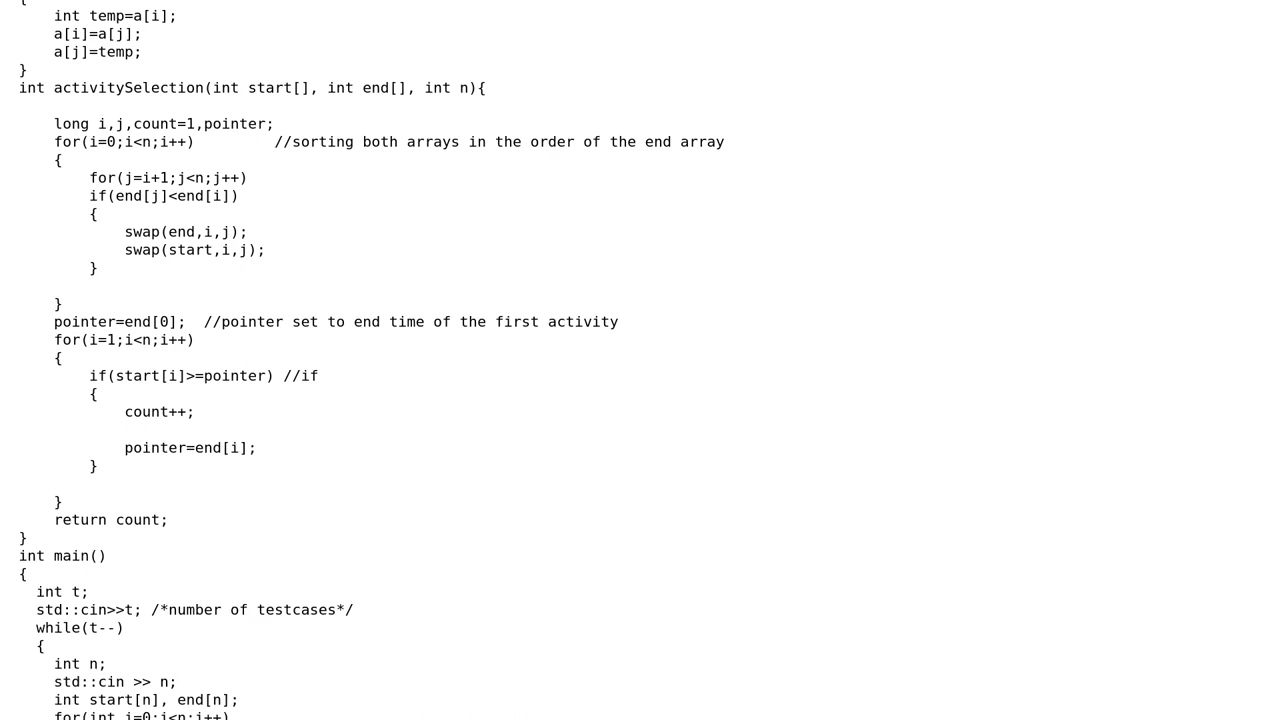 {
    int temp=a[i];
    a[i]=a[j];
    a[j]=temp;
}
int activitySelection(int start[], int end[], int n){

    long i,j,count=1,pointer;
    for(i=0;i<n;i++)         //sorting both arrays in the order of the end array
    {
        for(j=i+1;j<n;j++)
        if(end[j]<end[i])
        {
            swap(end,i,j);
            swap(start,i,j);
        }

    }
    pointer=end[0];  //pointer set to end time of the first activity
    for(i=1;i<n;i++)
    {
        if(start[i]>=pointer) //if
        {
            count++;

            pointer=end[i];
        }

    }
    return count;
}
int main()
{
  int t;
  std::cin>>t; /*number of testcases*/
  while(t--)
  {
    int n;
    std::cin >> n;
    int start[n], end[n];
    for(int i=0;i<n;i++)